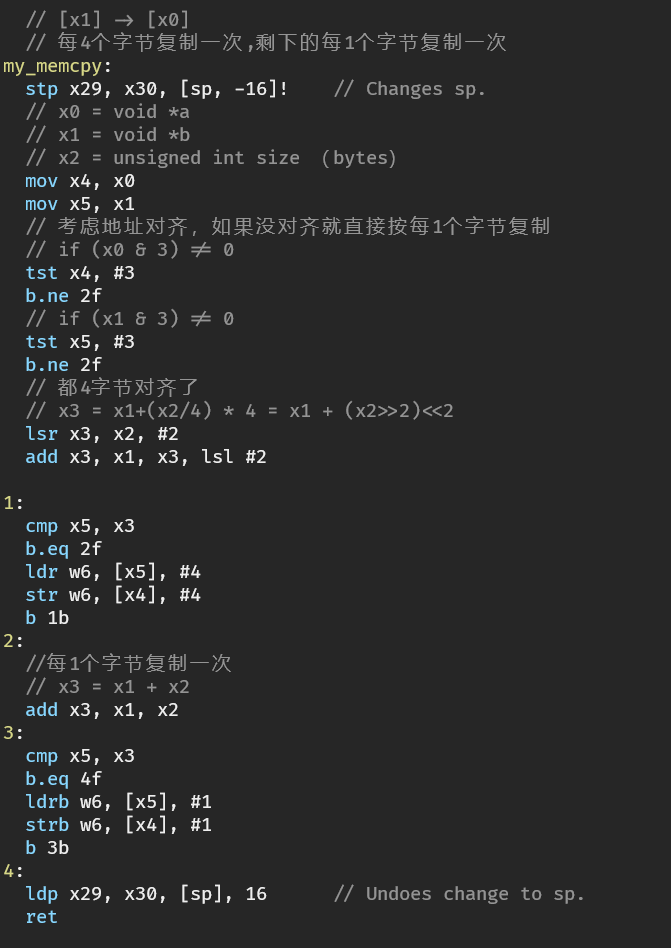 // [x1] -> [x0]
// 每4个字节复制一次,剩下的每1个字节复制一次
my_memcpy:
stp x29, x30, [sp, -16]!    // Changes sp.
// x0 = void *a
// x1 = void *b
// x2 = unsigned int size （bytes）
mov x4, x0
mov x5, x1
// 考虑地址对齐，如果没对齐就直接按每1个字节复制
// if (x0 & 3) != 0
tst x4, #3
b.ne 2f
// if (x1 & 3) != 0
tst x5, #3
b.ne 2f
// 都4字节对齐了
// x3 = x1+(x2/4) * 4 = x1 + (x2>>2)<<2
lsr x3, x2, #2
add x3, x1, x3, lsl #2
1:
cmp x5, x3
b.eq 2f
ldr w6, [x5], #4
str w6, [x4], #4
b 1b
2:
//每1个字节复制一次
// x3 = x1 + x2
add x3, x1, x2
3:
cmp x5, x3
b.eq 4f
ldrb w6, [x5], #1
strb w6, [x4], #1
b 3b
4:
ldp x29, x30, [sp], 16      // Undoes change to sp.
ret